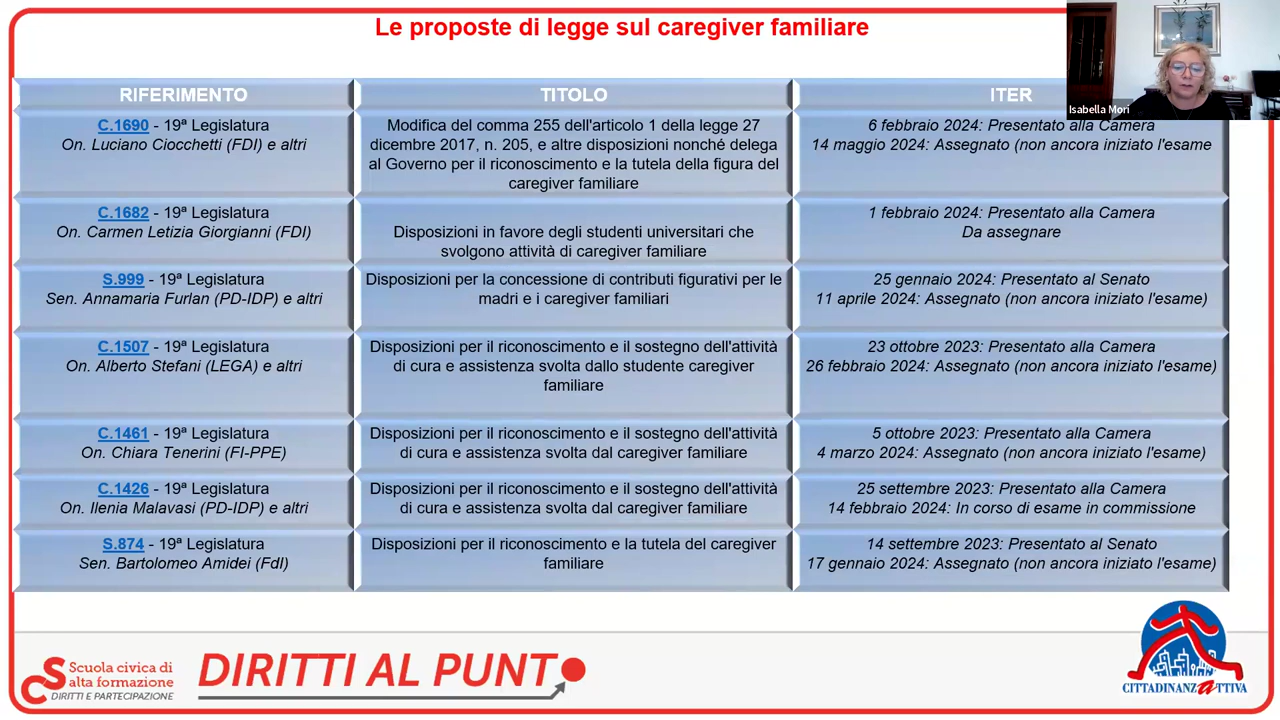 Le proposte di legge sul caregiver familiare
Isabella Mori
RIFERIMENTO
TITOLO
ITER
C.1690 - 19ª Legislatura
On. Luciano Ciocchetti (FDI) e altri
Modifica del comma 255 dell'articolo 1 della legge 27
dicembre 2017, n. 205, e altre disposizioni nonché delega
al Governo per il riconoscimento e la tutela della figura del
caregiver familiare
6 febbraio 2024: Presentato alla Camera
14 maggio 2024: Assegnato (non ancora iniziato l'esame
C.1682 - 19ª Legislatura
On. Carmen Letizia Giorgianni (FDI)
Disposizioni in favore degli studenti universitari che
svolgono attività di caregiver familiare
1 febbraio 2024: Presentato alla Camera
Da assegnare
S.999 - 19ª Legislatura
Sen. Annamaria Furlan (PD-IDP) e altri
Disposizioni per la concessione di contributi figurativi per le
madri e i caregiver familiari
25 gennaio 2024: Presentato al Senato
11 aprile 2024: Assegnato (non ancora iniziato l'esame)
C.1507 - 19ª Legislatura
On. Alberto Stefani (LEGA) e altri
Disposizioni per il riconoscimento e il sostegno dell'attività
di cura e assistenza svolta dallo studente caregiver
familiare
23 ottobre 2023: Presentato alla Camera
26 febbraio 2024: Assegnato (non ancora iniziato l'esame)
C.1461 - 19ª Legislatura
On. Chiara Tenerini (FI-PPE)
Disposizioni per il riconoscimento e il sostegno dell'attività
di cura e assistenza svolta dal caregiver familiare
5 ottobre 2023: Presentato alla Camera
4 marzo 2024: Assegnato (non ancora iniziato l'esame)
C.1426 - 19ª Legislatura
On. Ilenia Malavasi (PD-IDP) e altri
Disposizioni per il riconoscimento e il sostegno dell'attività
di cura e assistenza svolta dal caregiver familiare
25 settembre 2023: Presentato alla Camera
14 febbraio 2024: In corso di esame in commissione
S.874 - 19ª Legislatura
Sen. Bartolomeo Amidei (FdI)
Disposizioni per il riconoscimento e la tutela del caregiver
familiare
14 settembre 2023: Presentato al Senato
17 gennaio 2024: Assegnato (non ancora iniziato l'esame)
CS Scuola civica di
alta formazione
DIRITTI E PARTECIPAZIONE
DIRITTI AL PUNTO
CITTADINANZATTIVA